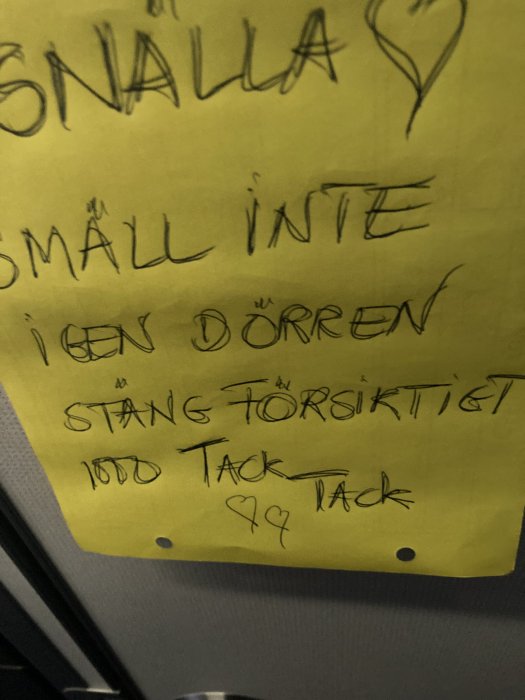 SNÄLLA
SMÄLL INTE
IGEN DÖRREN
STÄNG FÖRSIKTIGT
1000 TACK TACK